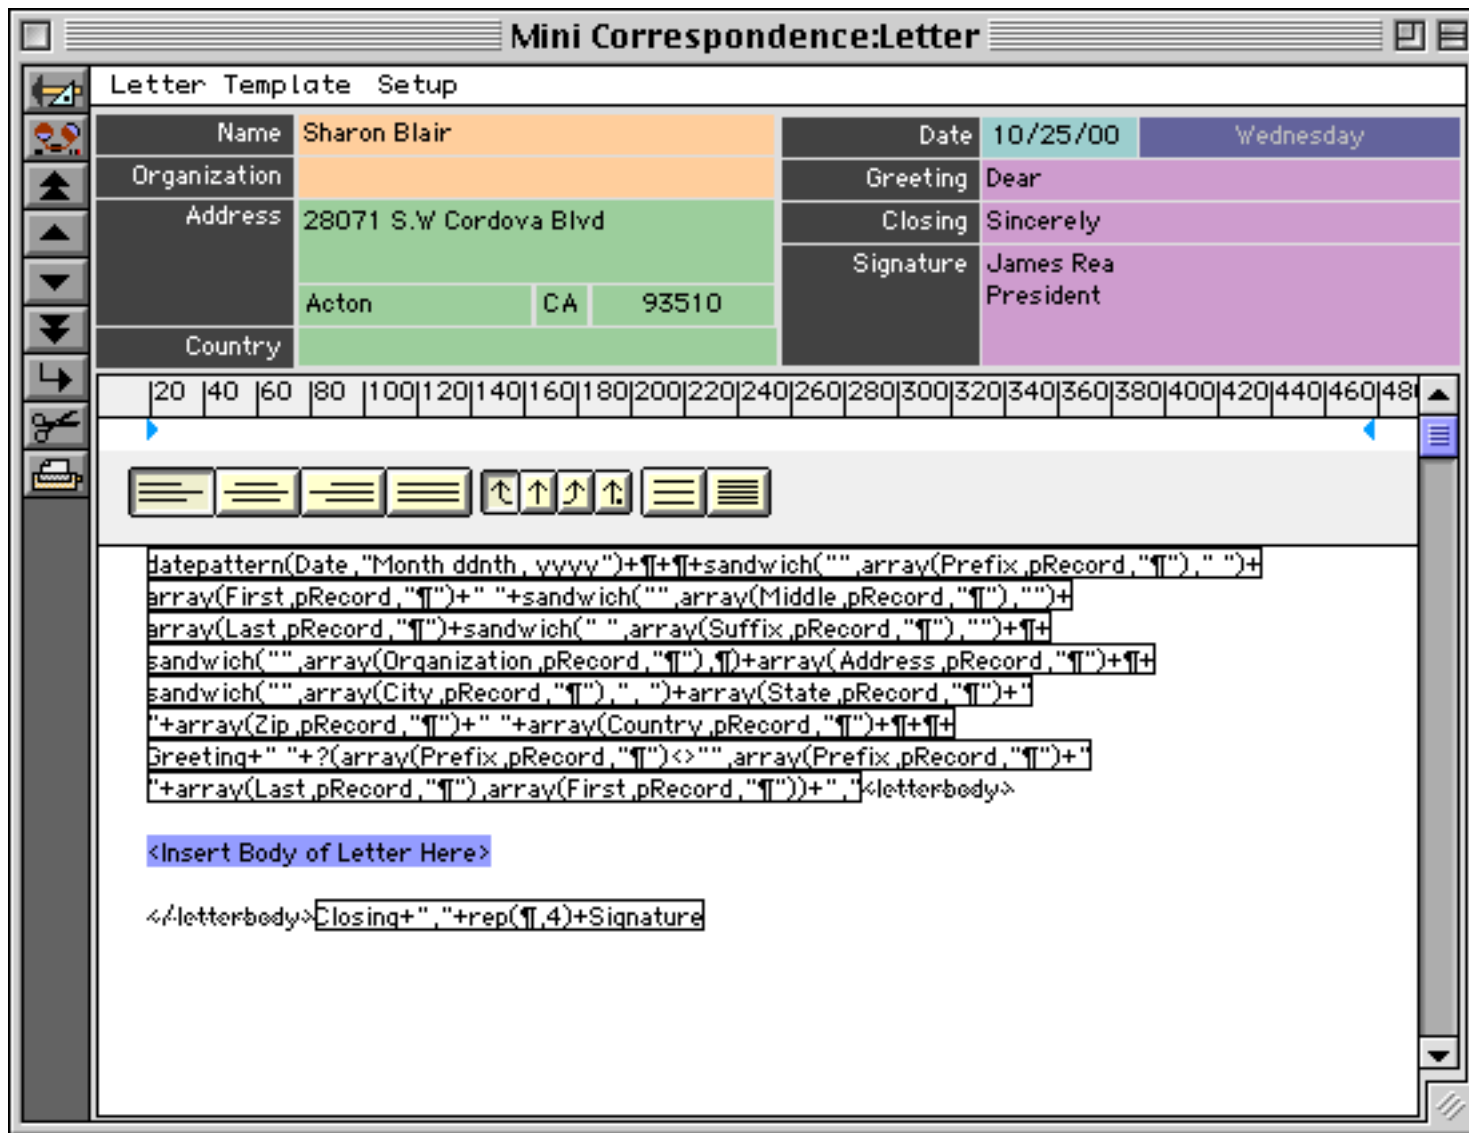 Mini Correspondence:Letter
Letter Template Setup
Name Sharon Blair
Organization
Address 28071 S.W Cordova Blvd
Acton CA 93510
Country
Date 10/25/00 Wednesday
Greeting Dear
Closing Sincerely
Signature James Rea
President
|20 |40 |60 |80 |100|120|140|160|180|200|220|240|260|280|300|320|340|360|380|400|420|440|460|48
datepattern(Date,"Month ddnth, yyyy")+¶+¶+sandwich("",array(Prefix,pRecord,"¶")," ")+
array(First,pRecord,"¶")+" "+sandwich("",array(Middle,pRecord,"¶"),"")+
array(Last,pRecord,"¶")+sandwich(" ",array(Suffix,pRecord,"¶"),"")+¶+
sandwich("",array(Organization,pRecord,"¶"),¶)+array(Address,pRecord,"¶")+¶+
sandwich("",array(City,pRecord,"¶"),", ")+array(State,pRecord,"¶")+"
"+array(Zip,pRecord,"¶")+" "+array(Country,pRecord,"¶")+¶+¶+
Greeting+" "+?(array(Prefix,pRecord,"¶")<>"",array(Prefix,pRecord,"¶")+"
"+array(Last,pRecord,"¶"),array(First,pRecord,"¶"))+","<letterbody>
<Insert Body of Letter Here>
</letterbody>Closing+","+rep(¶,4)+Signature